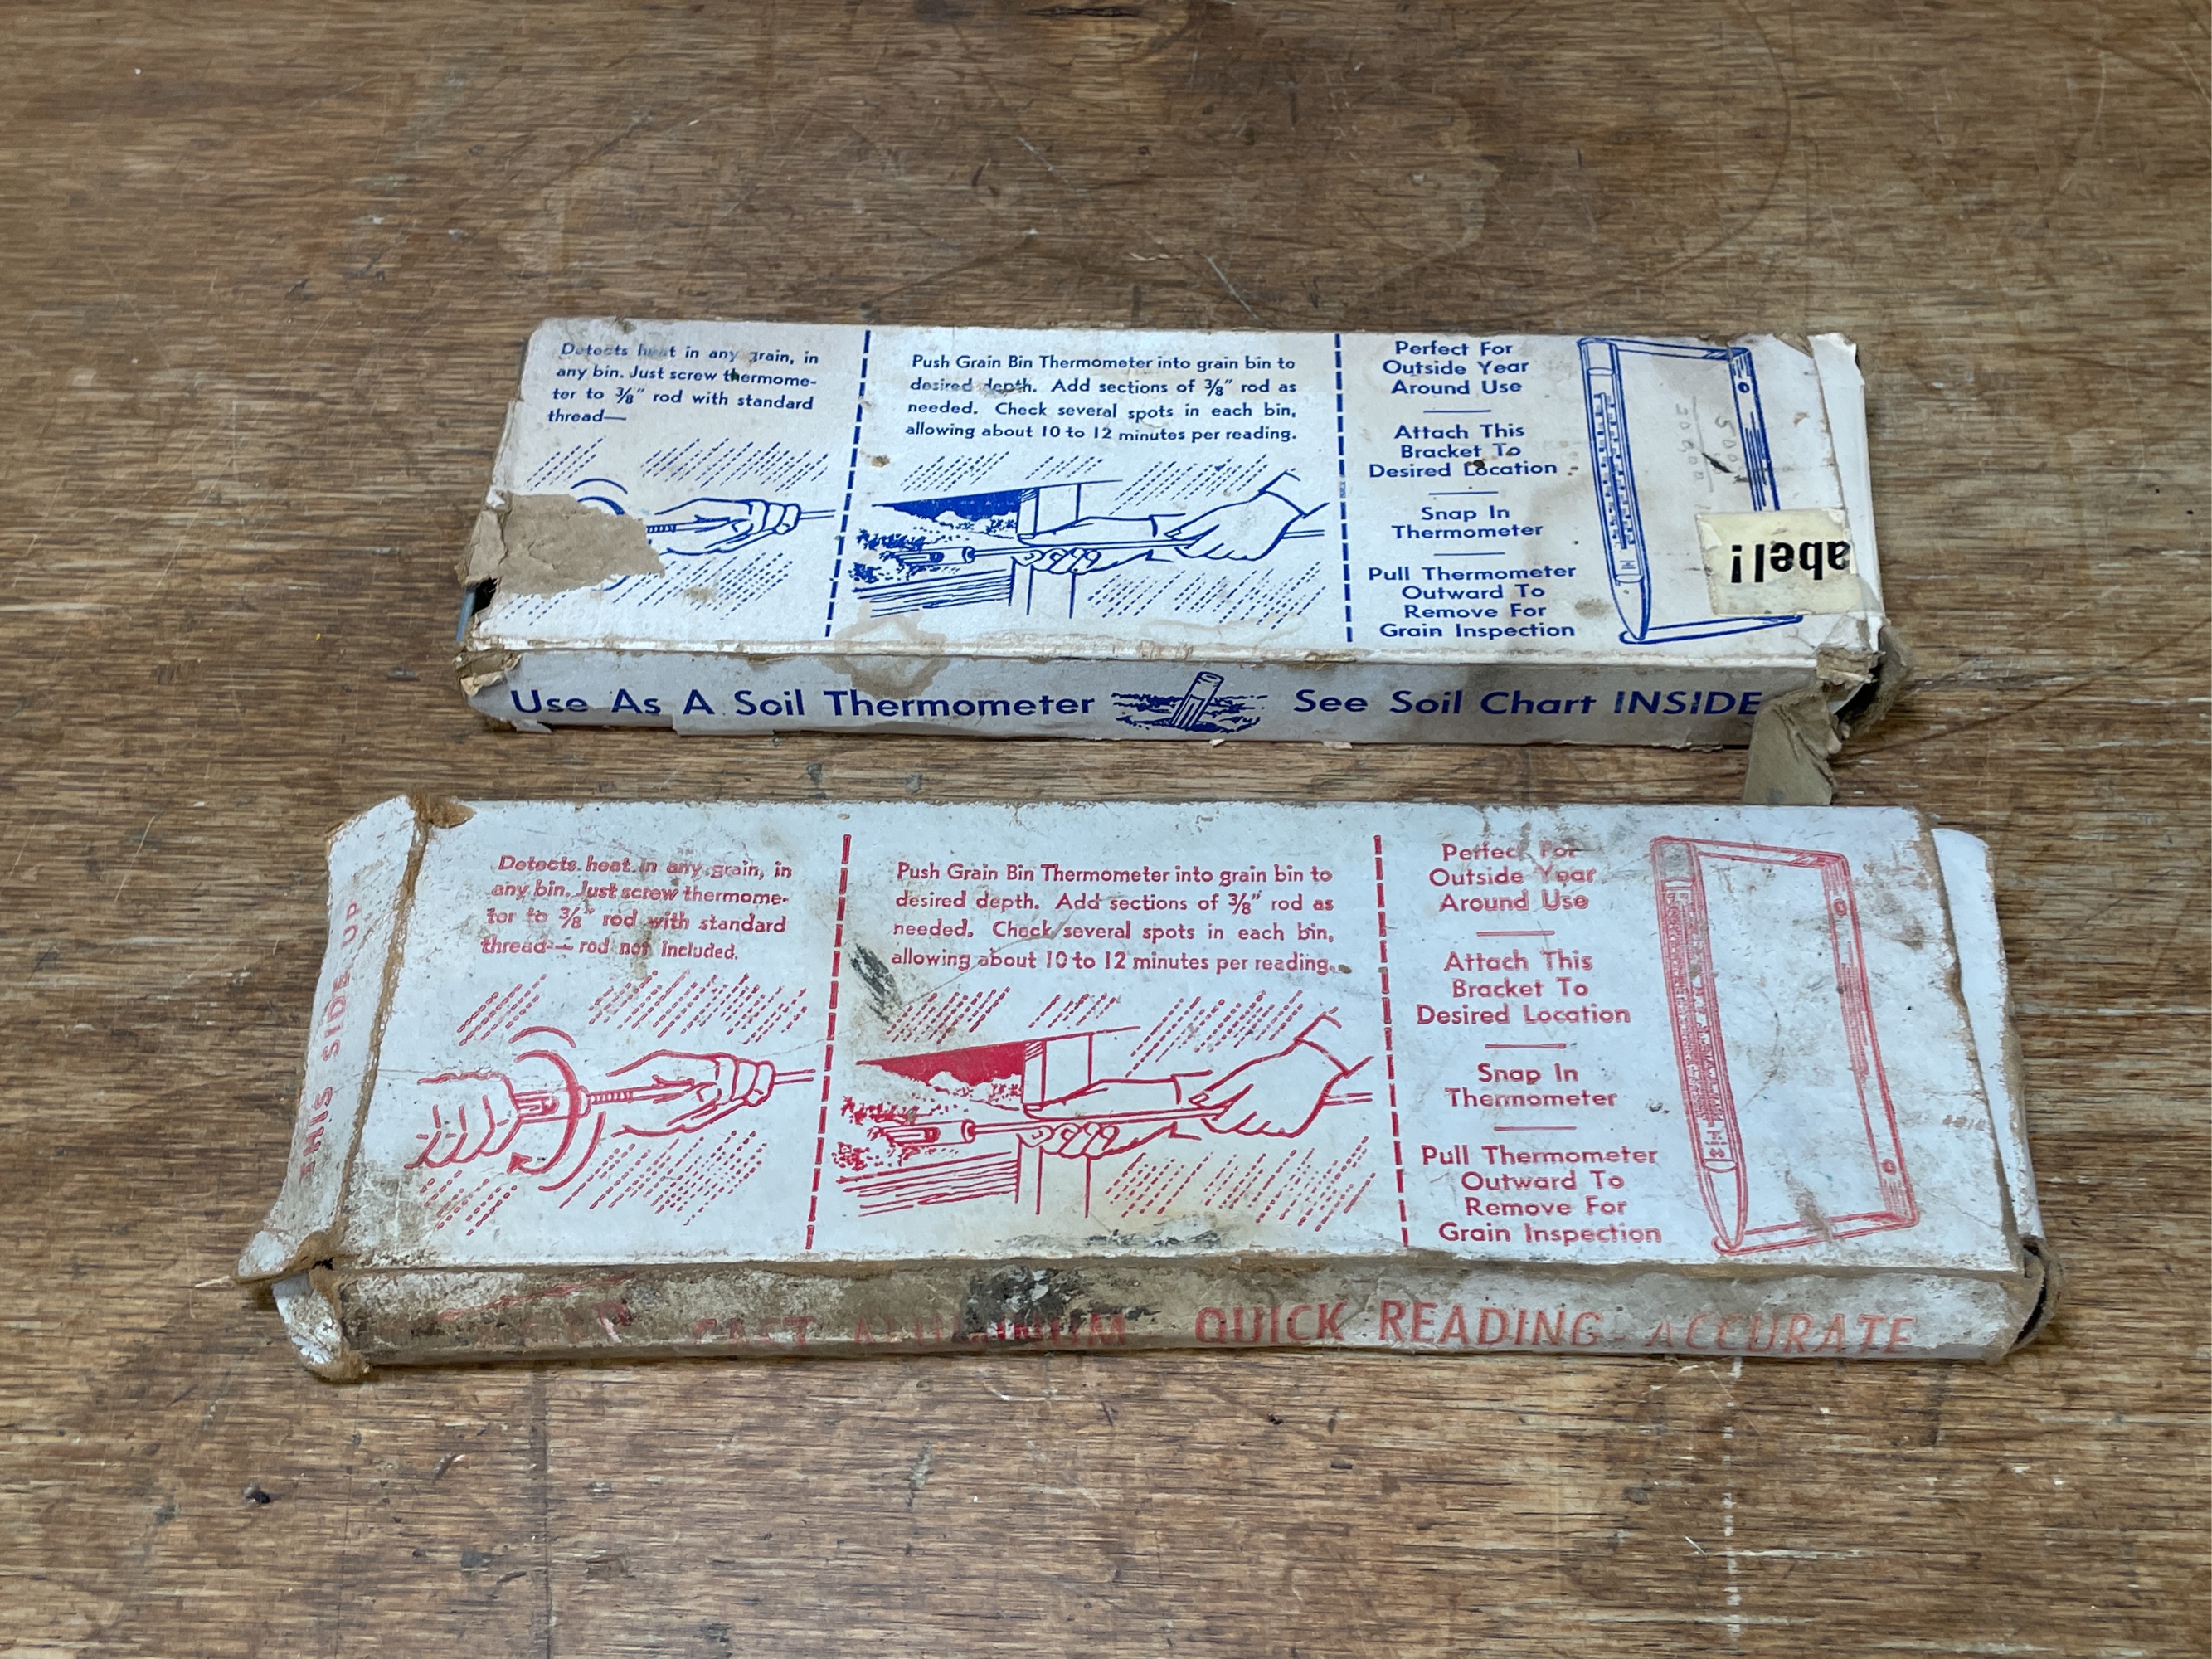 Detects heat in any grain, in
any bin. Just screw thermome-
ter to 3/8" rod with standard
thread—
Push Grain Bin Thermometer into grain bin to
desired depth. Add sections of 3/8" rod as
needed. Check several spots in each bin,
allowing about 10 to 12 minutes per reading.
Perfect For
Outside Year
Around Use
Attach This
Bracket To
Desired Location
Snap In
Thermometer
Pull Thermometer
Outward To
Remove For
Grain Inspection
abel!
Use As A Soil Thermometer See Soil Chart INSIDE
THIS SIDE UP
Detects heat in any grain, in
any bin. Just screw thermome-
ter to 3/8" rod with standard
thread— rod not included.
Push Grain Bin Thermometer into grain bin to
desired depth. Add sections of 3/8" rod as
needed. Check several spots in each bin,
allowing about 10 to 12 minutes per reading.
Perfect For
Outside Year
Around Use
Attach This
Bracket To
Desired Location
Snap In
Thermometer
Pull Thermometer
Outward To
Remove For
Grain Inspection
CAST ALUMINUM - QUICK READING - ACCURATE